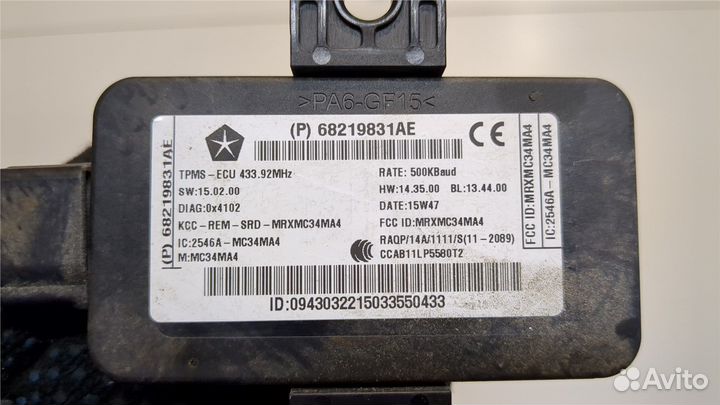 >PA6-GF15<
(P) 68219831AE
TPMS-ECU 433.92MHz
RATE: 500KBaud
SW:15.02.00
HW:14.35.00 BL:13.44.00
DIAG:0x4102
DATE:15W47
KCC-REM-SRD-MRXMC34MA4
FCC ID:MRXMC34MA4
IC:2546A-MC34MA4
RAQP/14A/1111/S(11-2089)
M:MC34MA4
CCAB11LP5580T2
ID:0943032215033550433
(P) 68219831AE
FCC ID:MRXMC34MA4
IC:2546A-MC34MA4
CE
Avito